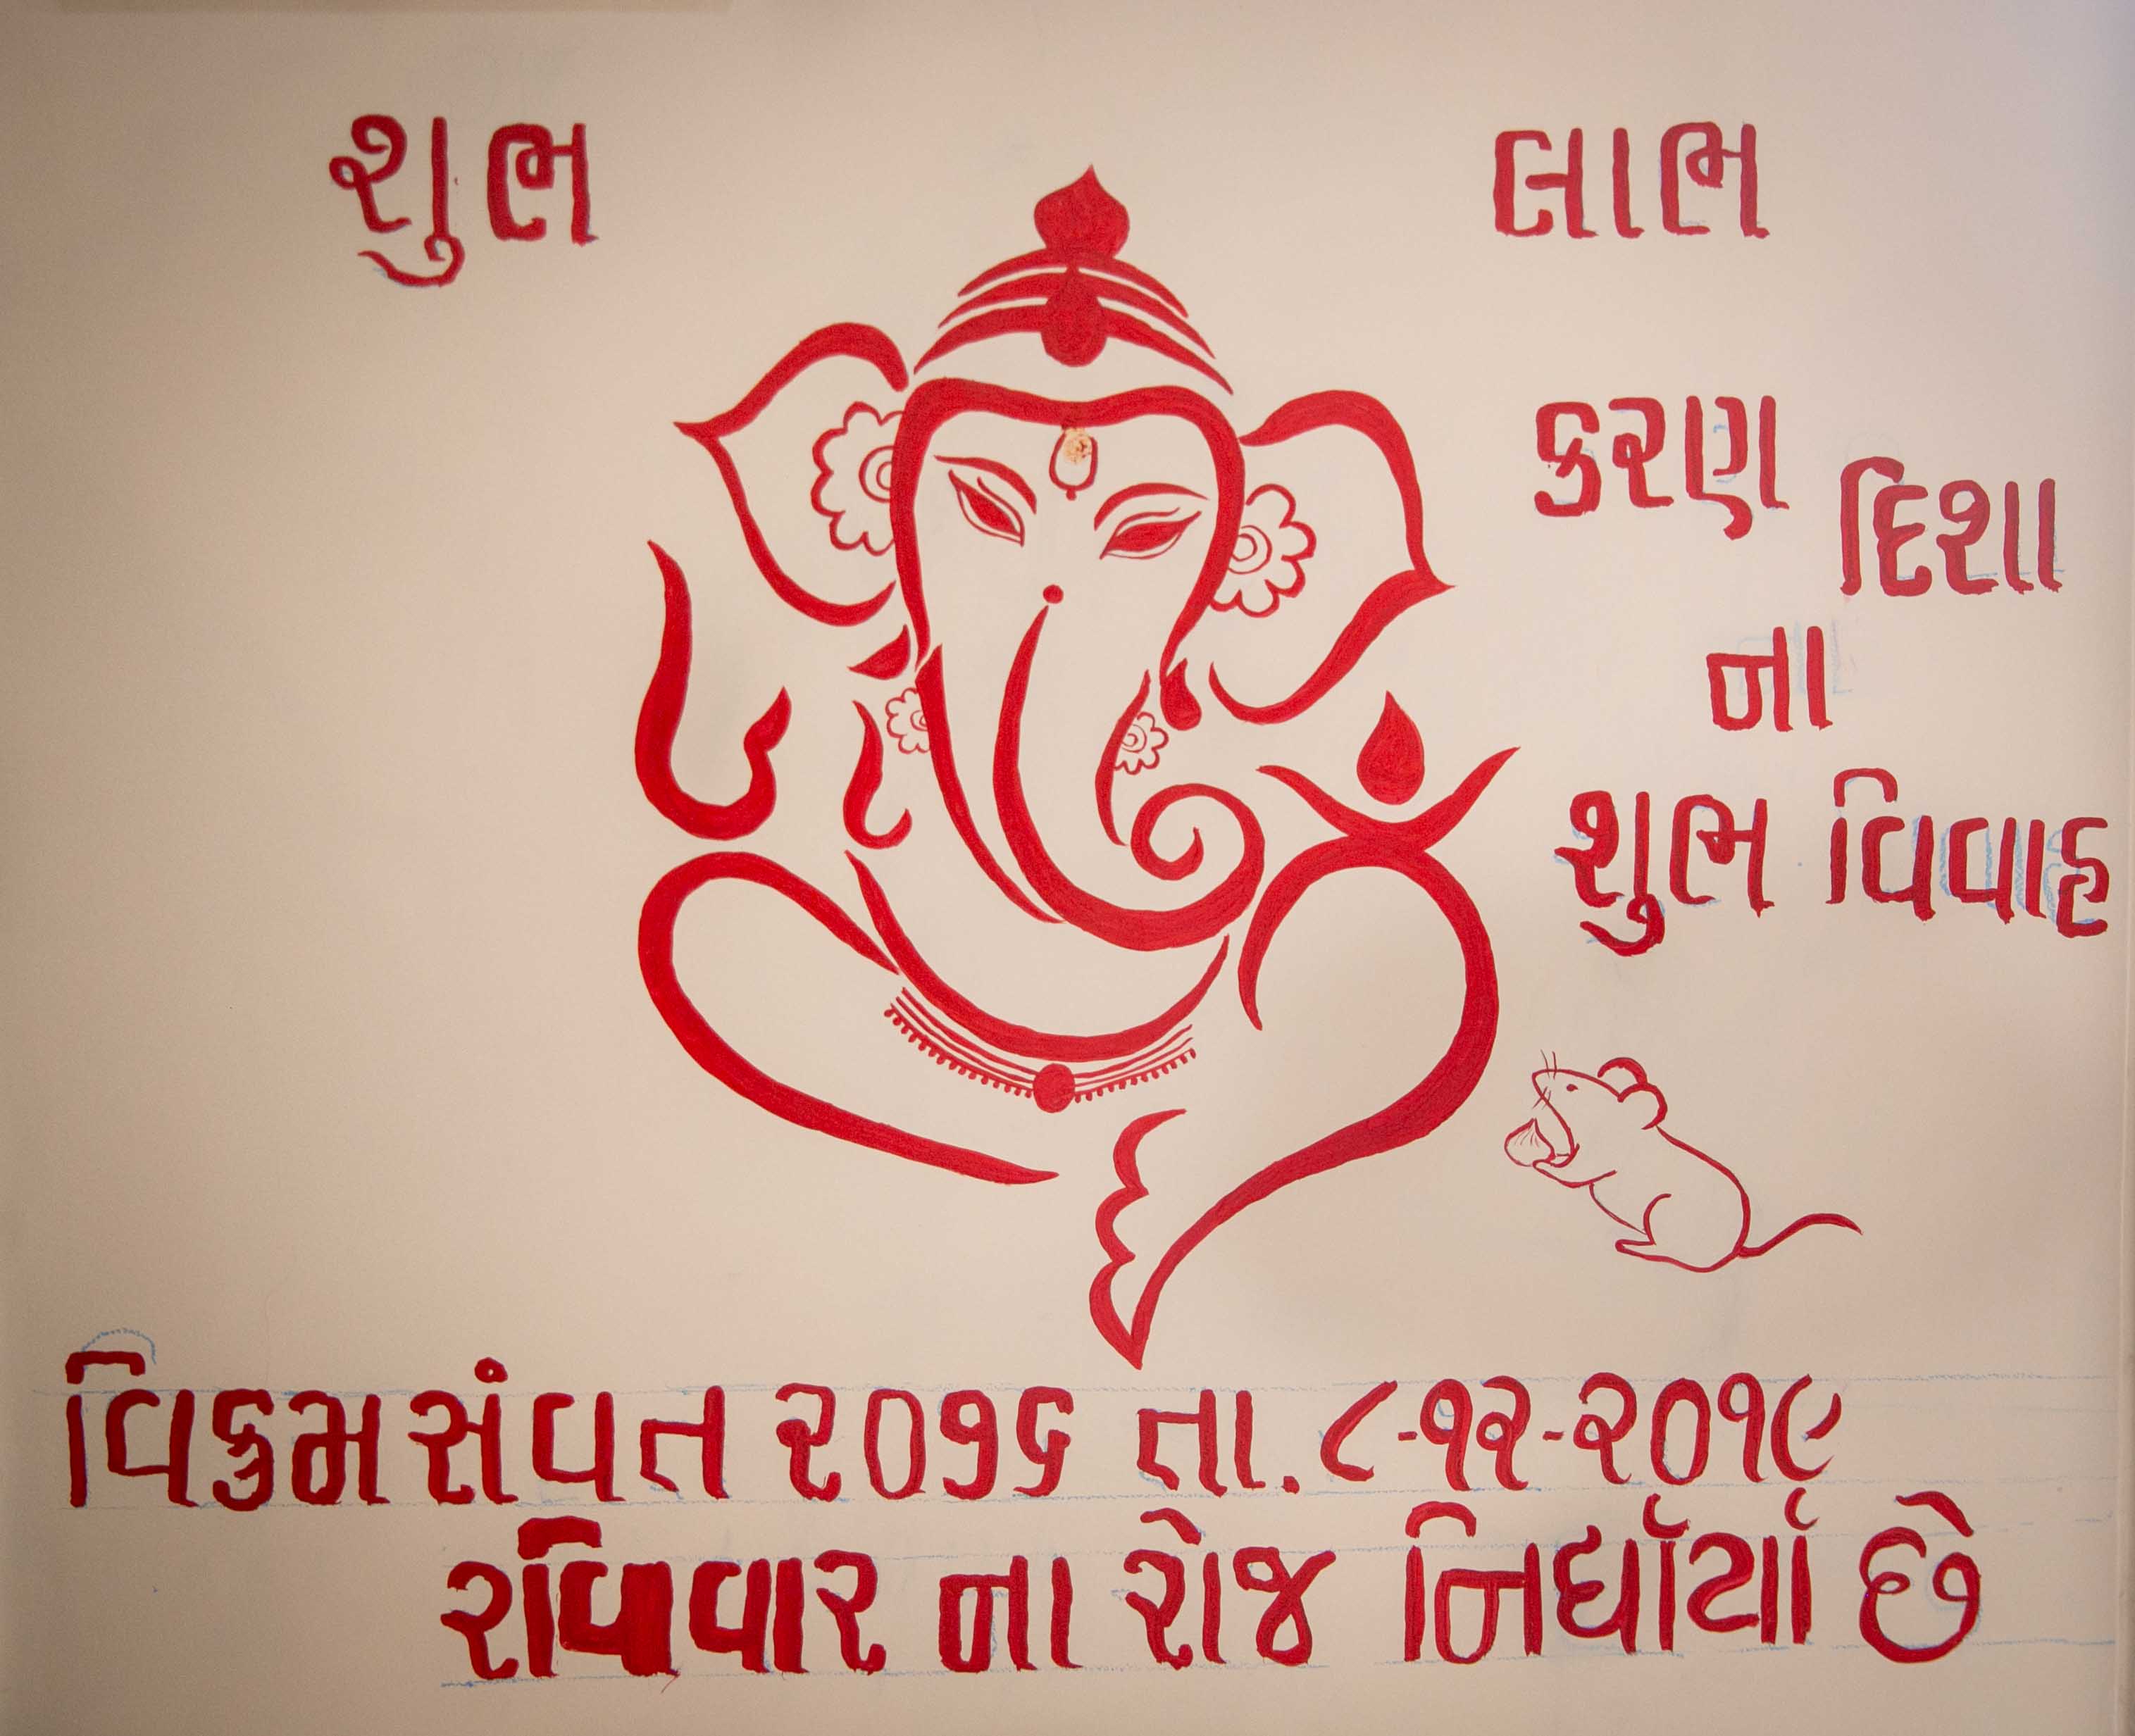 શુભ લાભ
કરણ દિશા
ના
શુભ વિવાહ
વિક્રમ સંવત ૨૦૭૬ તા. ૮-૧૨-૨૦૧૯
રવિવાર ના રોજ નિર્ધાર્યા છે